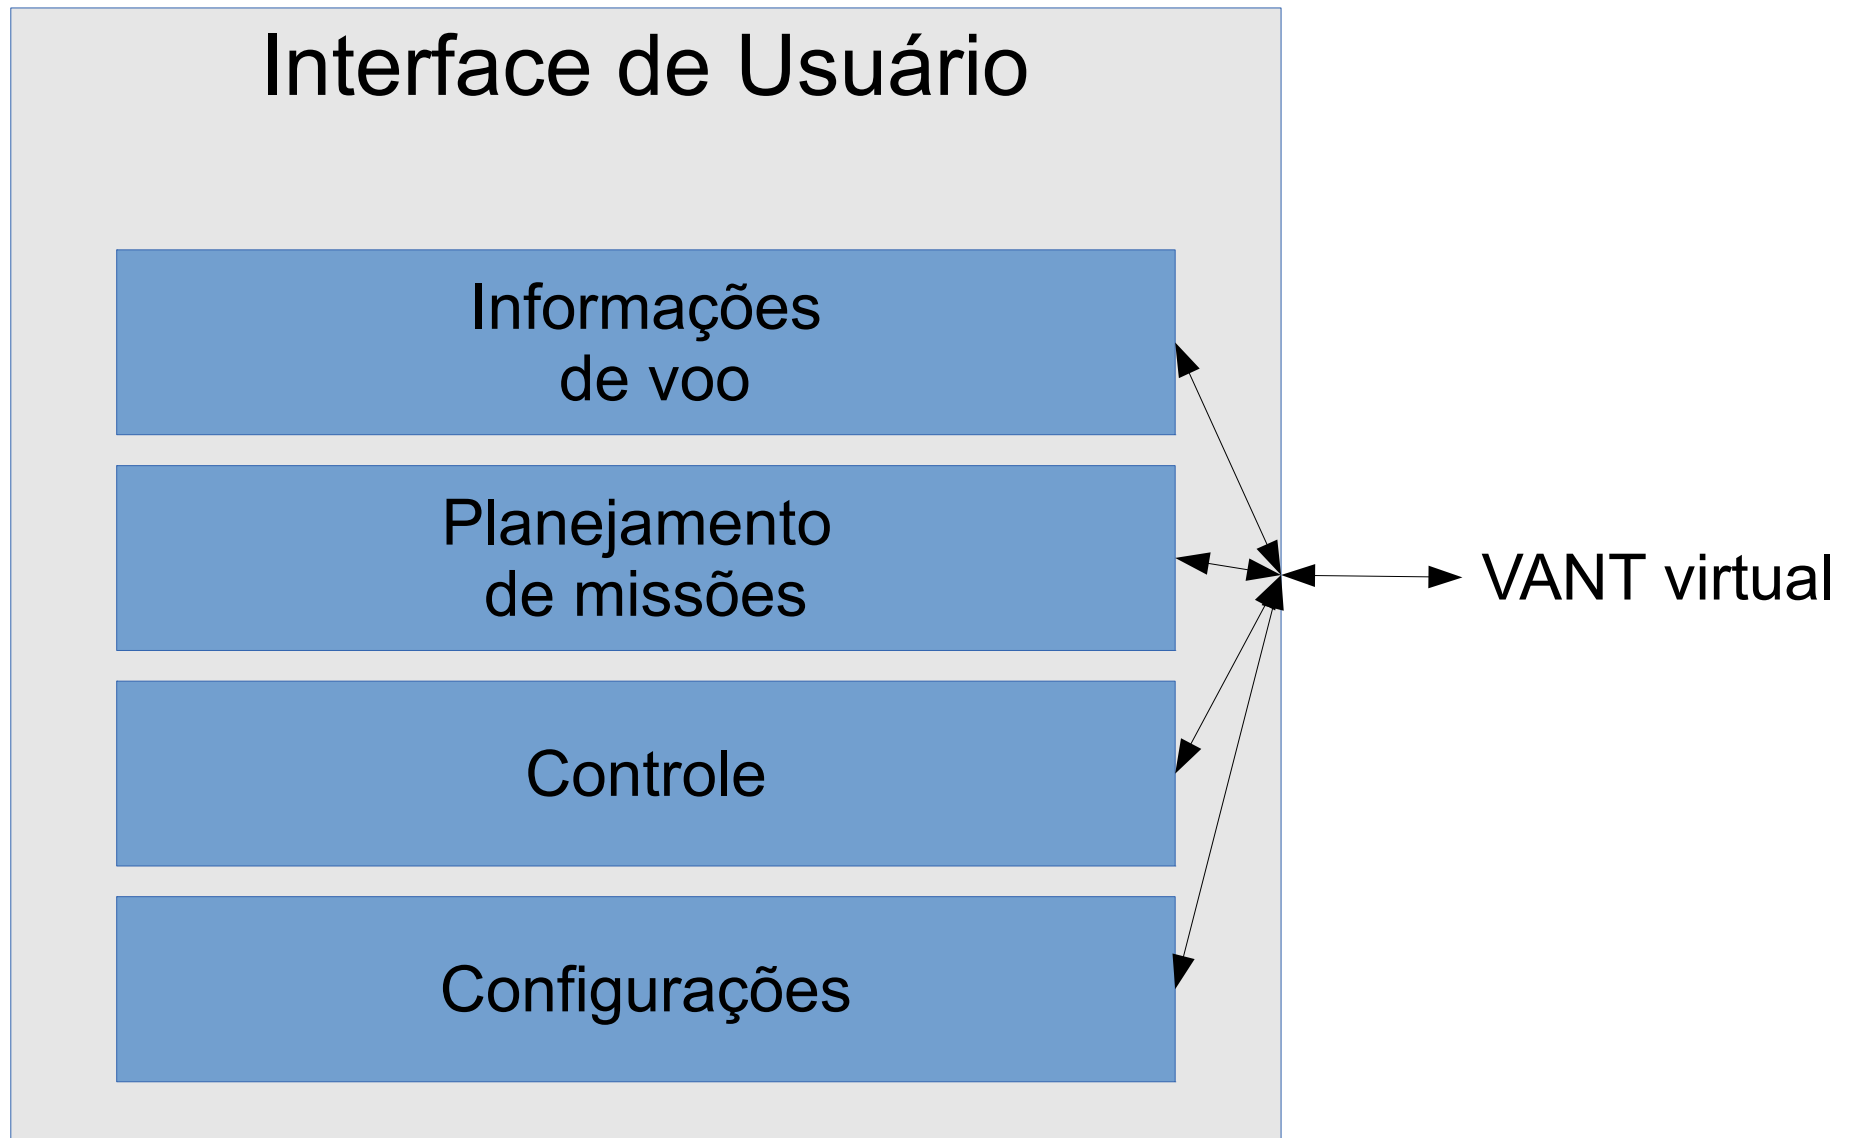 Interface de Usuário
Informações
de voo
Planejamento
de missões
VANT virtual
Controle
Configurações